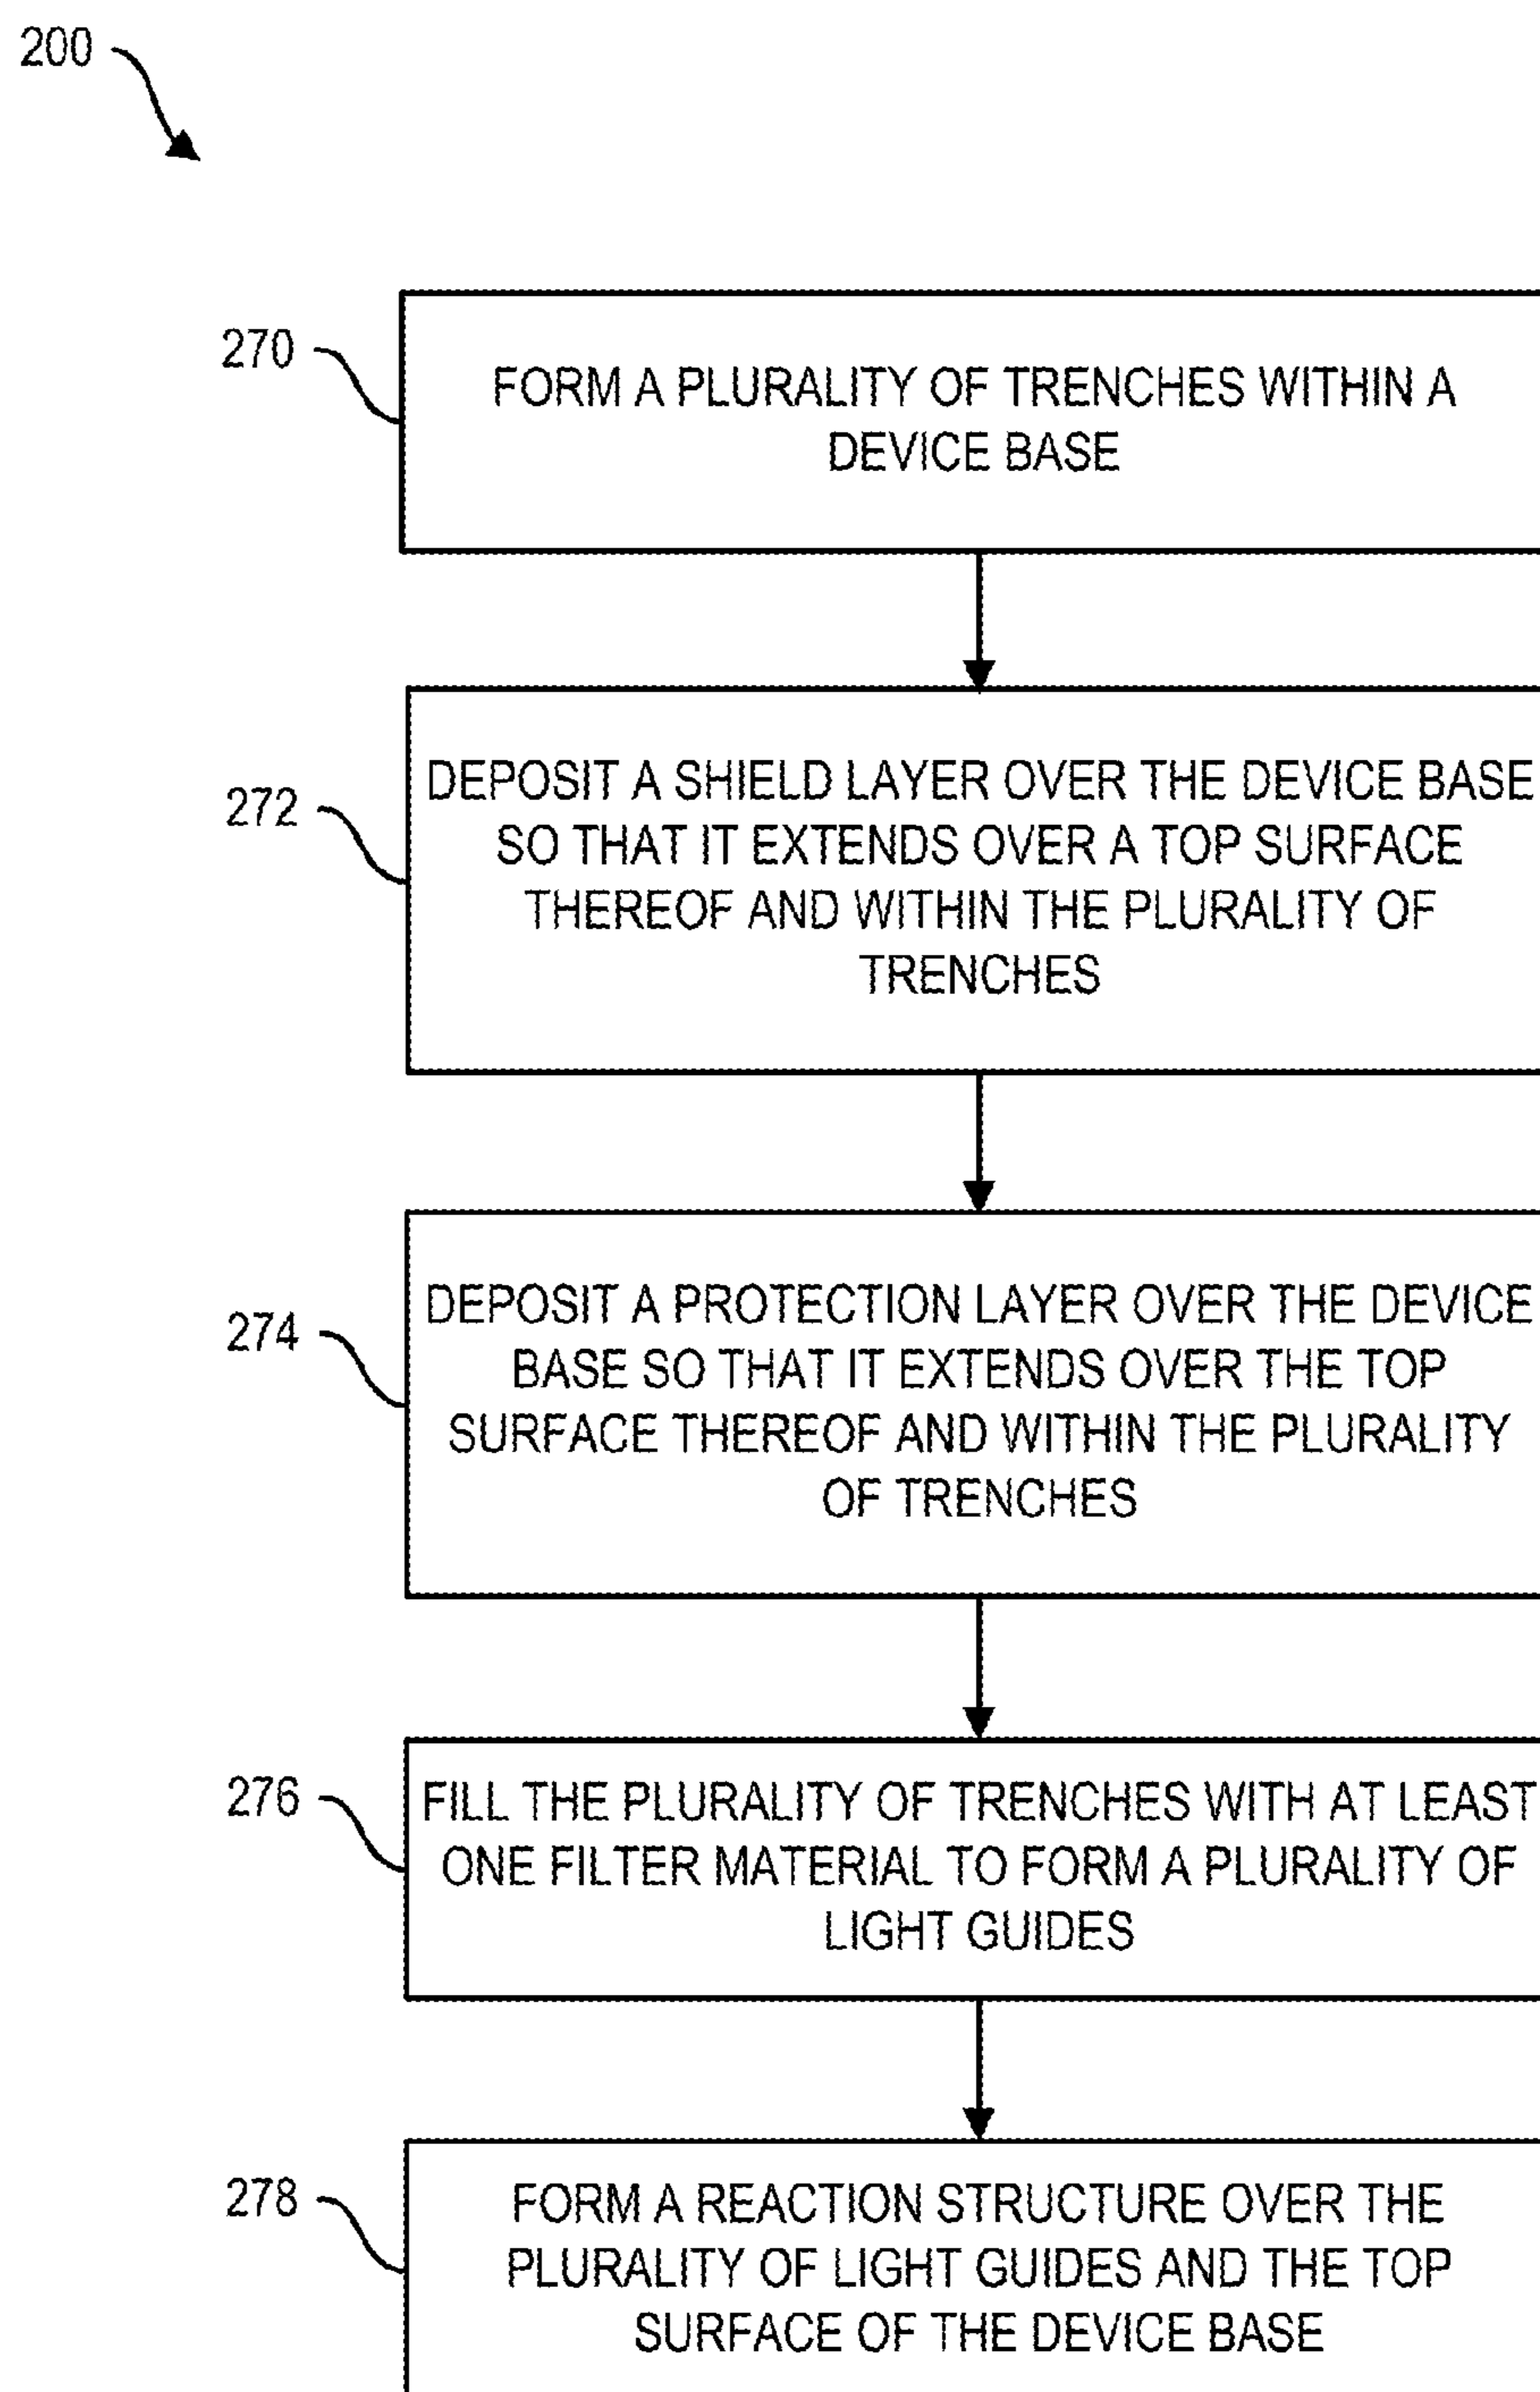 200
270
FORM A PLURALITY OF TRENCHES WITHIN A
DEVICE BASE
272
DEPOSIT A SHIELD LAYER OVER THE DEVICE BASE
SO THAT IT EXTENDS OVER A TOP SURFACE
THEREOF AND WITHIN THE PLURALITY OF
TRENCHES
274
DEPOSIT A PROTECTION LAYER OVER THE DEVICE
BASE SO THAT IT EXTENDS OVER THE TOP
SURFACE THEREOF AND WITHIN THE PLURALITY
OF TRENCHES
276
FILL THE PLURALITY OF TRENCHES WITH AT LEAST
ONE FILTER MATERIAL TO FORM A PLURALITY OF
LIGHT GUIDES
278
FORM A REACTION STRUCTURE OVER THE
PLURALITY OF LIGHT GUIDES AND THE TOP
SURFACE OF THE DEVICE BASE